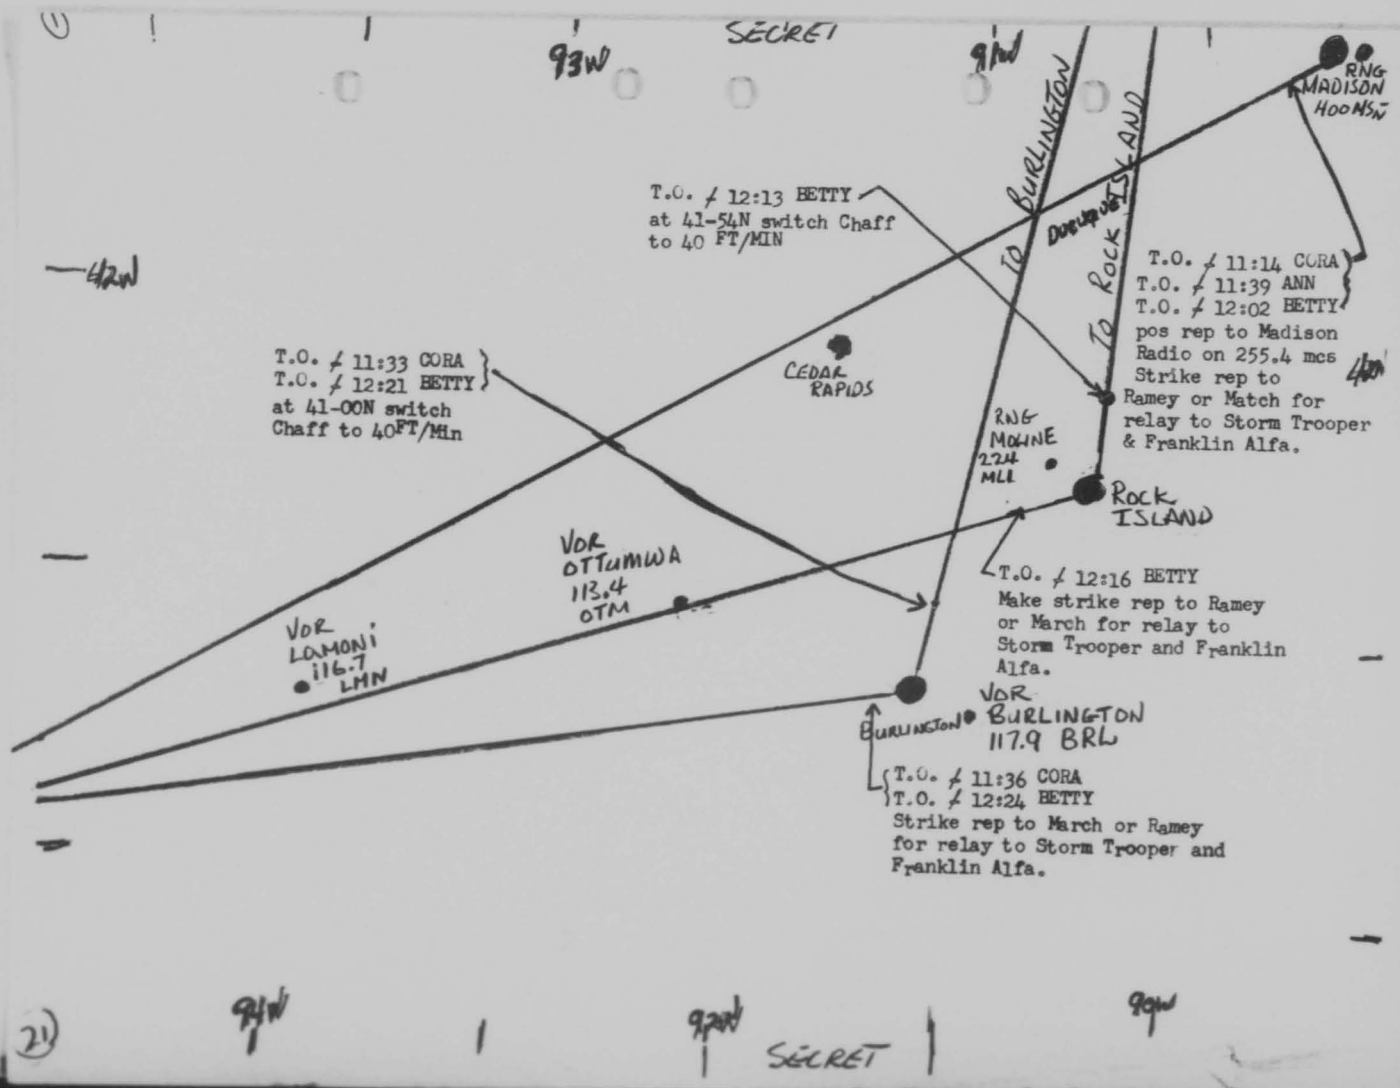 ①
SECRET
93W
91W
RNG
MADISON
400 MSN
TO BURLINGTON
TO ROCK ISLAND
DUBUQUE
T.O. ⁄ 12:13 BETTY
at 41-54N switch Chaff
to 40 FT/MIN
42W
T.O. ⁄ 11:14 CORA
T.O. ⁄ 11:39 ANN
T.O. ⁄ 12:02 BETTY
pos rep to Madison
Radio on 255.4 mcs
Strike rep to
Ramey or Match for
relay to Storm Trooper
& Franklin Alfa.
T.O. ⁄ 11:33 CORA
T.O. ⁄ 12:21 BETTY
at 41-00N switch
Chaff to 40FT/Min
CEDAR
RAPIDS
RNG
MOLINE
224
MLI
ROCK
ISLAND
VOR
OTTUMWA
113.4
OTM
T.O. ⁄ 12:16 BETTY
Make strike rep to Ramey
or March for relay to
Storm Trooper and Franklin
Alfa.
VOR
LAMONI
116.7
LMN
BURLINGTON
VOR
BURLINGTON
117.9 BRL
T.O. ⁄ 11:36 CORA
T.O. ⁄ 12:24 BETTY
Strike rep to March or Ramey
for relay to Storm Trooper and
Franklin Alfa.
94W
92W
90W
21
SECRET